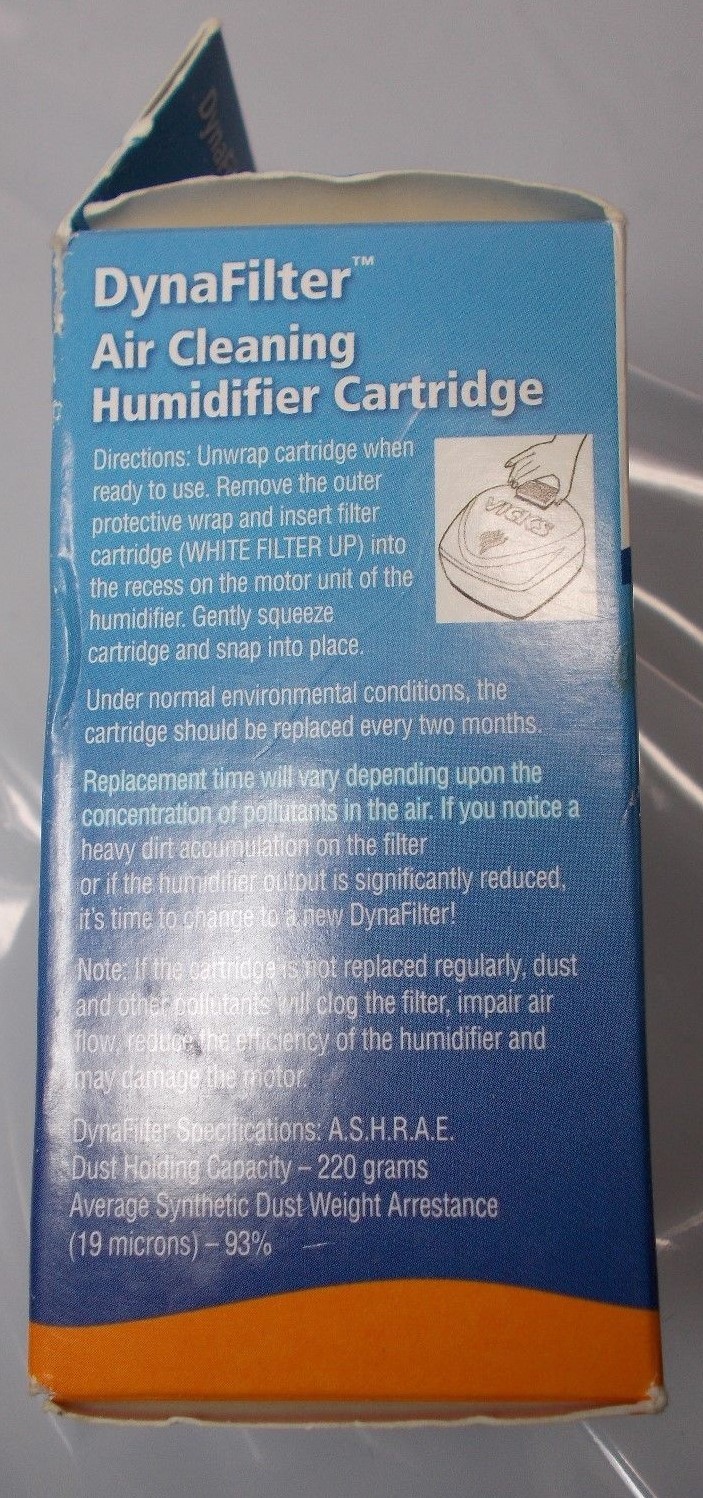 DynaF
DynaFilter™
Air Cleaning
Humidifier Cartridge
Directions: Unwrap cartridge when
ready to use. Remove the outer
protective wrap and insert filter
cartridge (WHITE FILTER UP) into
the recess on the motor unit of the
humidifier. Gently squeeze
cartridge and snap into place.
VICKS
Under normal environmental conditions, the
cartridge should be replaced every two months.
Replacement time will vary depending upon the
concentration of pollutants in the air. If you notice a
heavy dirt accumulation on the filter
or if the humidifier output is significantly reduced,
it's time to change to a new DynaFilter!
Note: If the cartridge is not replaced regularly, dust
and other pollutants will clog the filter, impair air
flow, reduce the efficiency of the humidifier and
may damage the motor.
DynaFilter Specifications: A.S.H.R.A.E.
Dust Holding Capacity – 220 grams
Average Synthetic Dust Weight Arrestance
(19 microns) – 93%